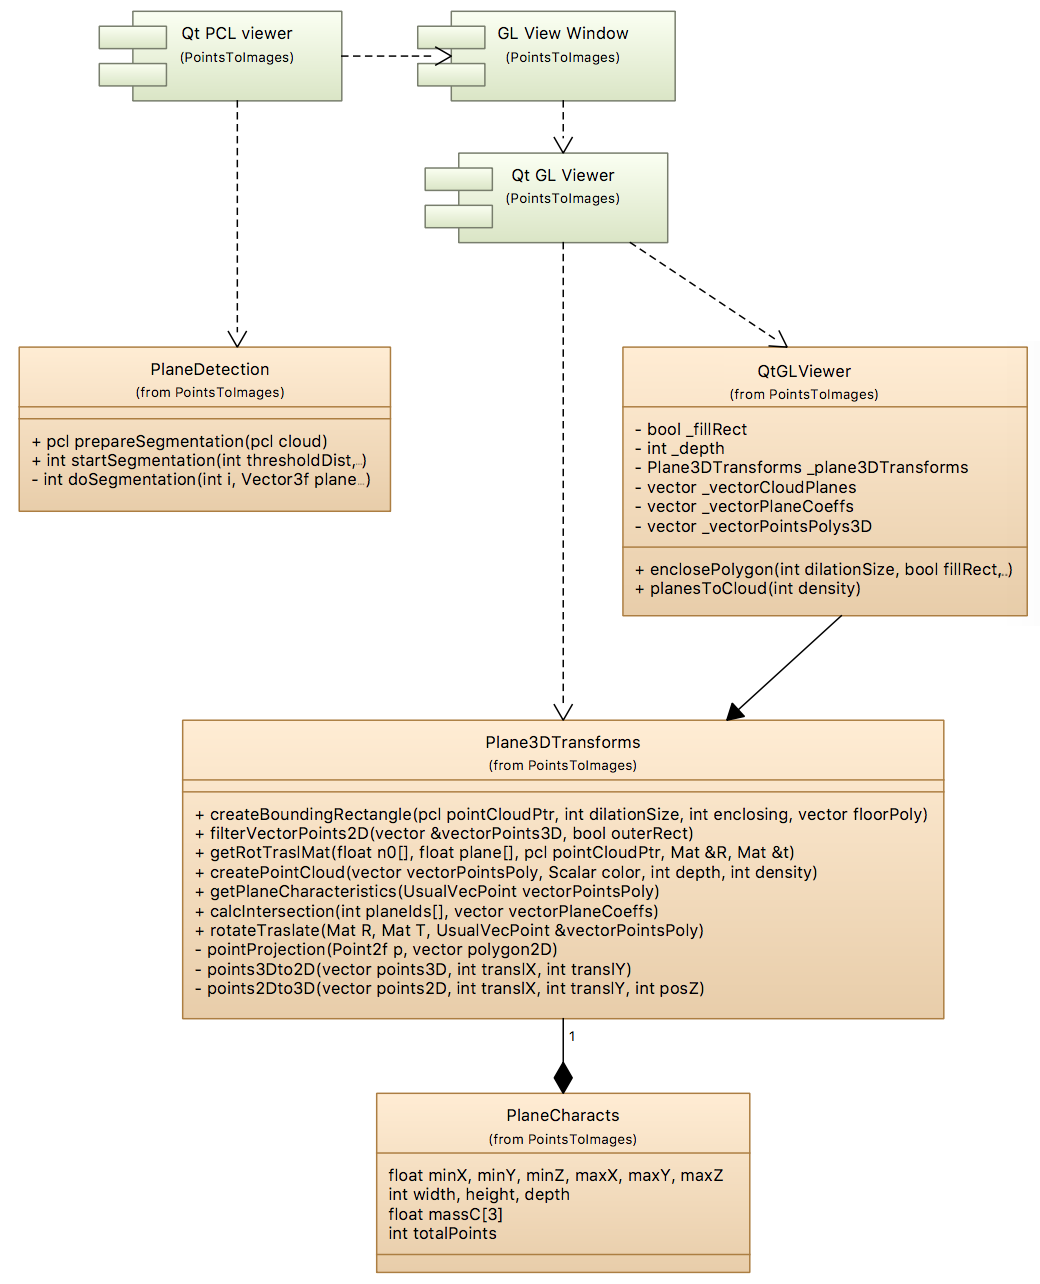 Qt PCL viewer
(PointsToImages)
GL View Window
(PointsToImages)
Qt GL Viewer
(PointsToImages)
PlaneDetection
(from PointsToImages)
+ pcl prepareSegmentation(pcl cloud)
+ int startSegmentation(int thresholdDist,..)
- int doSegmentation(int i, Vector3f plane..)
QtGLViewer
(from PointsToImages)
- bool _fillRect
- int _depth
- Plane3DTransforms _plane3DTransforms
- vector _vectorCloudPlanes
- vector _vectorPlaneCoeffs
- vector _vectorPointsPolys3D
+ enclosePolygon(int dilationSize, bool fillRect,..)
+ planesToCloud(int density)
Plane3DTransforms
(from PointsToImages)
+ createBoundingRectangle(pcl pointCloudPtr, int dilationSize, int enclosing, vector floorPoly)
+ filterVectorPoints2D(vector &vectorPoints3D, bool outerRect)
+ getRotTraslMat(float n0[], float plane[], pcl pointCloudPtr, Mat &R, Mat &t)
+ createPointCloud(vector vectorPointsPoly, Scalar color, int depth, int density)
+ getPlaneCharacteristics(UsualVecPoint vectorPointsPoly)
+ calcIntersection(int planeIds[], vector vectorPlaneCoeffs)
+ rotateTraslate(Mat R, Mat T, UsualVecPoint &vectorPointsPoly)
- pointProjection(Point2f p, vector polygon2D)
- points3Dto2D(vector points3D, int translX, int translY)
- points2Dto3D(vector points2D, int translX, int translY, int posZ)
1
PlaneCharacts
(from PointsToImages)
float minX, minY, minZ, maxX, maxY, maxZ
int width, height, depth
float massC[3]
int totalPoints